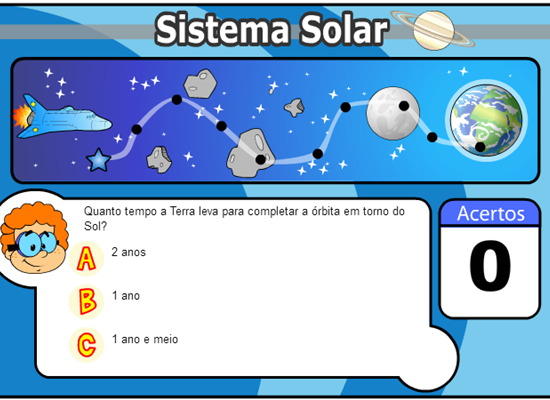 Sistema Solar
Quanto tempo a Terra leva para completar a órbita em torno do
Sol?
A 2 anos
B 1 ano
C 1 ano e meio
Acertos
0